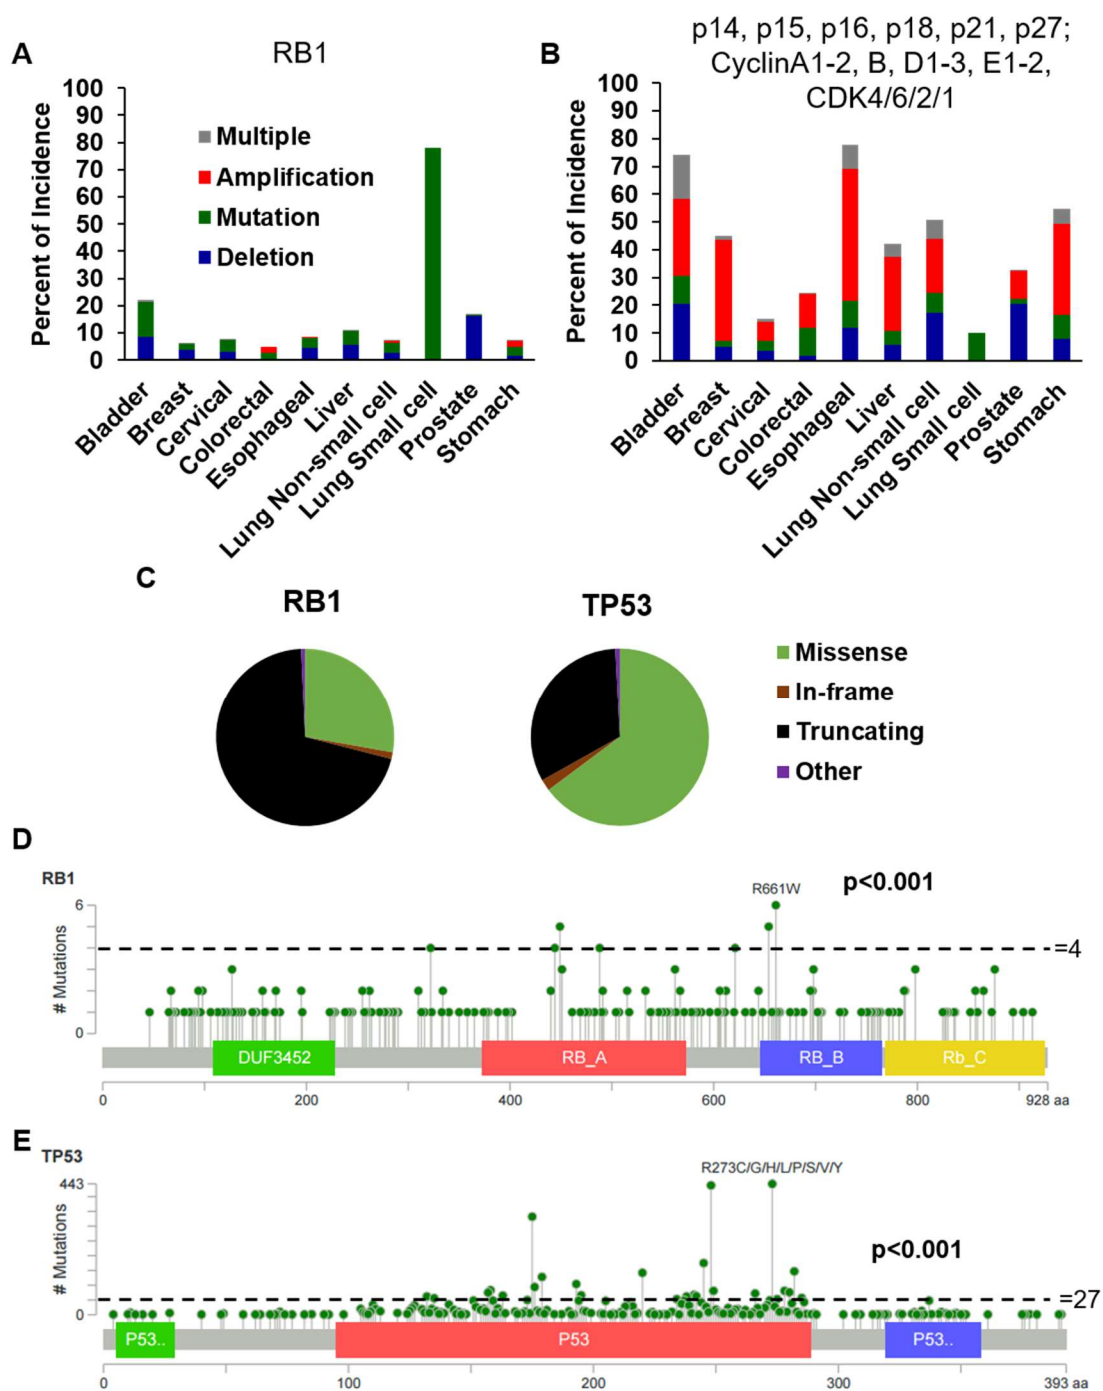 A
RB1
100
90
80
70
60
50
40
30
20
10
0
Percent of Incidence
Multiple
Amplification
Mutation
Deletion
Bladder
Breast
Cervical
Colorectal
Esophageal
Liver
Lung Non-small cell
Lung Small cell
Prostate
Stomach
B
p14, p15, p16, p18, p21, p27;
CyclinA1-2, B, D1-3, E1-2,
CDK4/6/2/1
100
90
80
70
60
50
40
30
20
10
0
Percent of Incidence
Bladder
Breast
Cervical
Colorectal
Esophageal
Liver
Lung Non-small cell
Lung Small cell
Prostate
Stomach
C
RB1
TP53
Missense
In-frame
Truncating
Other
D
RB1
R661W
p<0.001
6
0
# Mutations
=4
DUF3452
RB_A
RB_B
Rb_C
0
200
400
600
800
928 aa
E
TP53
R273C/G/H/L/P/S/V/Y
443
0
# Mutations
p<0.001
=27
P53..
P53
P53..
0
100
200
300
393 aa